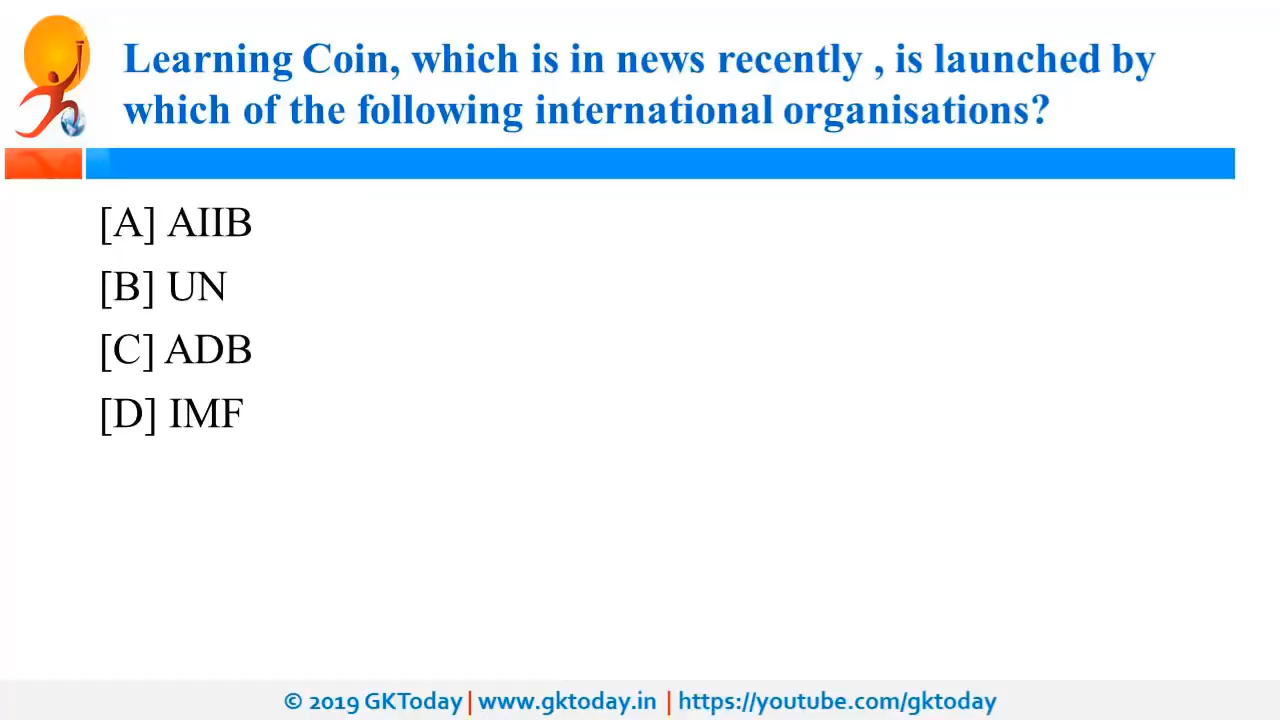 Learning Coin, which is in news recently , is launched by
which of the following international organisations?
[A] AIIB
[B] UN
[C] ADB
[D] IMF
© 2019 GKToday | www.gktoday.in | https://youtube.com/gktoday